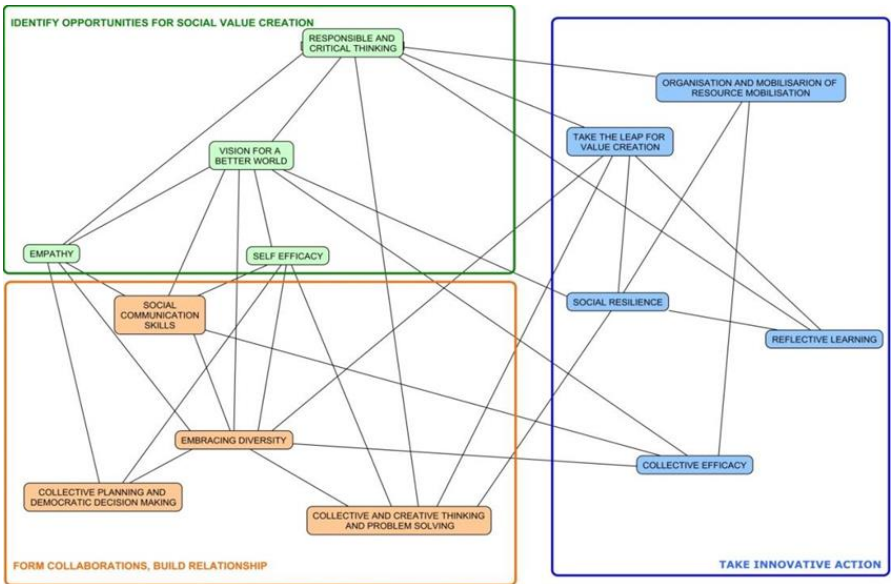 IDENTIFY OPPORTUNITIES FOR SOCIAL VALUE CREATION
RESPONSIBLE AND
CRITICAL THINKING
ORGANISATION AND MOBILISARION OF
RESOURCE MOBILISATION
TAKE THE LEAP FOR
VALUE CREATION
VISION FOR A
BETTER WORLD
EMPATHY
SELF EFFICACY
SOCIAL
COMMUNICATION
SKILLS
SOCIAL RESILIENCE
REFLECTIVE LEARNING
EMBRACING DIVERSITY
COLLECTIVE EFFICACY
COLLECTIVE PLANNING AND
DEMOCRATIC DECISION MAKING
COLLECTIVE AND CREATIVE THINKING
AND PROBLEM SOLVING
FORM COLLABORATIONS, BUILD RELATIONSHIP
TAKE INNOVATIVE ACTION